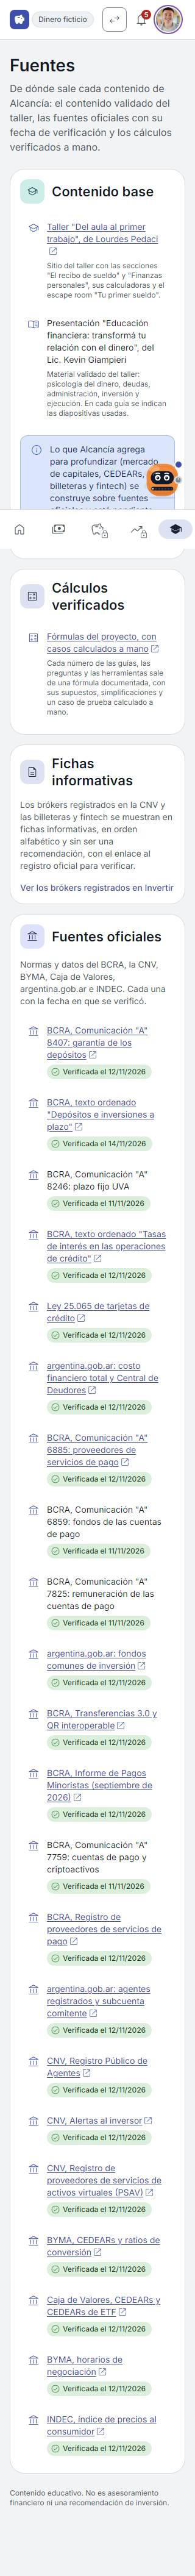 Dinero ficticio
5
Fuentes
De dónde sale cada contenido de
Alcancía: el contenido validado del
taller, las fuentes oficiales con su
fecha de verificación y los cálculos
verificados a mano.
Contenido base
Taller "Del aula al primer
trabajo", de Lourdes Pedaci
Sitio del taller con las secciones
"El recibo de sueldo" y "Finanzas
personales", sus calculadoras y el
escape room "Tu primer sueldo".
Presentación "Educación
financiera: transformá tu
relación con el dinero", del
Lic. Kevin Giampieri
Material validado del taller:
psicología del dinero, deudas,
administración, inversión y
ejecución. En cada guía se indican
las diapositivas usadas.
Lo que Alcancía agrega
para profundizar (mercado
de capitales, CEDEARs,
billeteras y fintech) se
construye sobre fuentes
Cálculos
verificados
Fórmulas del proyecto, con
casos calculados a mano
Cada número de las guías, las
preguntas y las herramientas sale
de una fórmula documentada, con
sus supuestos, simplificaciones y
un caso de prueba calculado a
mano.
Fichas
informativas
Los brókers registrados en la CNV y
las billeteras y fintech se muestran en
fichas informativas, en orden
alfabético y sin ser una
recomendación, con el enlace al
registro oficial para verificar.
Ver los brókers registrados en Invertir
Fuentes oficiales
Normas y datos del BCRA, la CNV,
BYMA, Caja de Valores,
argentina.gob.ar e INDEC. Cada una
con la fecha en que se verificó.
BCRA, Comunicación "A"
8407: garantía de los
depósitos
Verificada el 12/11/2026
BCRA, texto ordenado
"Depósitos e inversiones a
plazo"
Verificada el 14/11/2026
BCRA, Comunicación "A"
8246: plazo fijo UVA
Verificada el 11/11/2026
BCRA, texto ordenado "Tasas
de interés en las operaciones
de crédito"
Verificada el 12/11/2026
Ley 25.065 de tarjetas de
crédito
Verificada el 12/11/2026
argentina.gob.ar: costo
financiero total y Central de
Deudores
Verificada el 12/11/2026
BCRA, Comunicación "A"
6885: proveedores de
servicios de pago
Verificada el 12/11/2026
BCRA, Comunicación "A"
6859: fondos de las cuentas
de pago
Verificada el 11/11/2026
BCRA, Comunicación "A"
7825: remuneración de las
cuentas de pago
Verificada el 11/11/2026
argentina.gob.ar: fondos
comunes de inversión
Verificada el 12/11/2026
BCRA, Transferencias 3.0 y
QR interoperable
Verificada el 12/11/2026
BCRA, Informe de Pagos
Minoristas (septiembre de
2026)
Verificada el 12/11/2026
BCRA, Comunicación "A"
7759: cuentas de pago y
criptoactivos
Verificada el 11/11/2026
BCRA, Registro de
proveedores de servicios de
pago
Verificada el 12/11/2026
argentina.gob.ar: agentes
registrados y subcuenta
comitente
Verificada el 12/11/2026
CNV, Registro Público de
Agentes
Verificada el 12/11/2026
CNV, Alertas al inversor
Verificada el 12/11/2026
CNV, Registro de
proveedores de servicios de
activos virtuales (PSAV)
Verificada el 12/11/2026
BYMA, CEDEARs y ratios de
conversión
Verificada el 12/11/2026
Caja de Valores, CEDEARs y
CEDEARs de ETF
Verificada el 12/11/2026
BYMA, horarios de
negociación
Verificada el 12/11/2026
INDEC, índice de precios al
consumidor
Verificada el 12/11/2026
Contenido educativo. No es asesoramiento
financiero ni una recomendación de inversión.